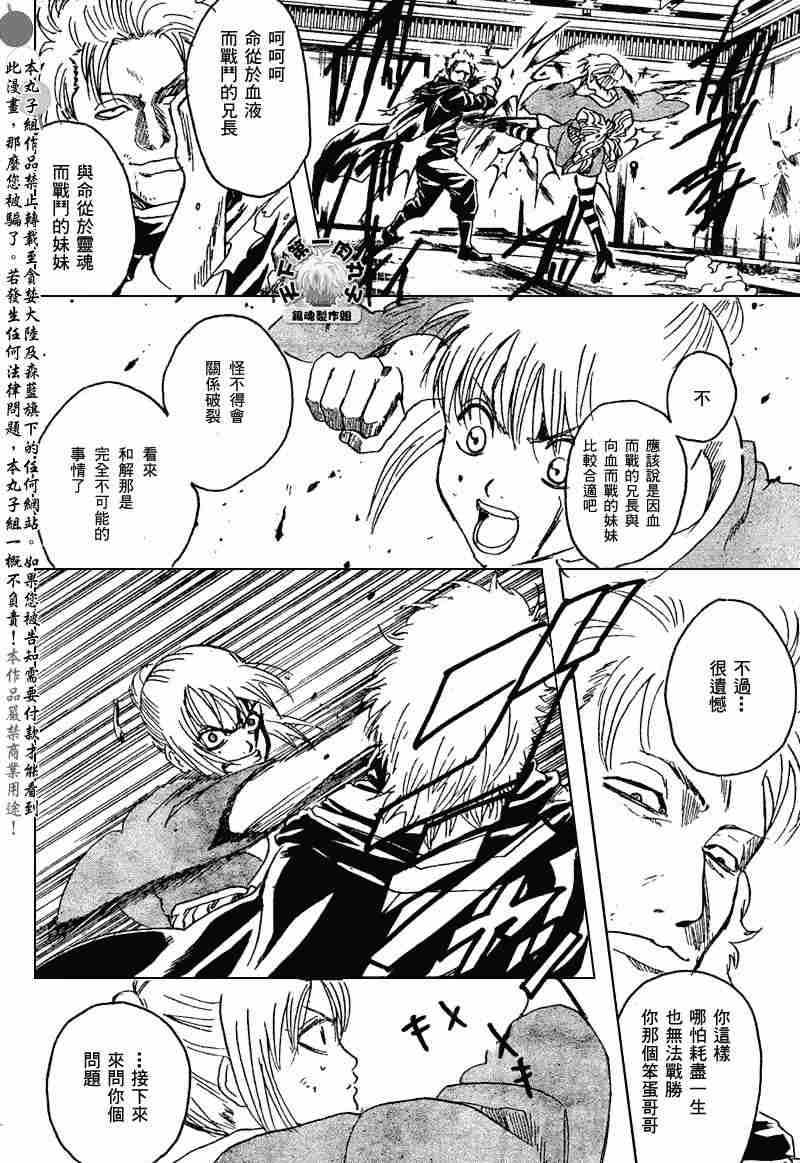 呵呵呵
命從於血液
而戰鬥的兄長
與命從於靈魂
而戰鬥的妹妹
天下第一
銀魂製作組
不
應該說是因血
而戰的兄長與
向血而戰的妹妹
比較合適吧
怪不得會
關係破裂
看來
和解那是
完全不可能的
事情了
不過…
很遺憾
你這樣
哪怕耗盡一生
也無法戰勝
你那個笨蛋哥哥
…接下來
來問你個
問題
本丸子組作品禁止轉載至貪婪大陸及森藍旗下的任何網站。如果您被告知需要付款才能看到
此漫畫，那麼您被騙了。若發生任何法律問題，本丸子組一概不負責！本作品嚴禁商業用途！